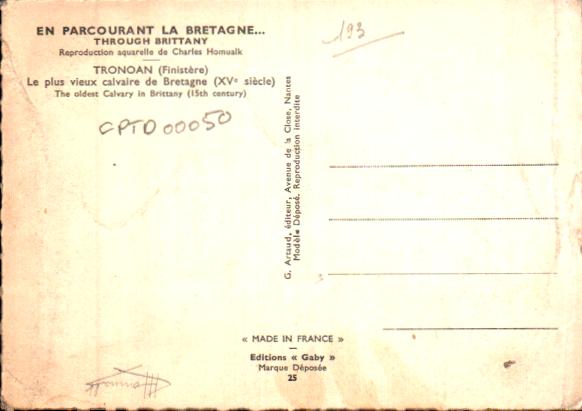 EN PARCOURANT LA BRETAGNE...
THROUGH BRITTANY
Reproduction aquarelle de Charles Homualk
TRONOAN (Finistère)
Le plus vieux calvaire de Bretagne (XVe siècle)
The oldest Calvary in Brittany (15th century)
CPTD00050
193
G. Artaud, éditeur, Avenue de la Close, Nantes
Modèle Déposé. Reproduction interdite
« MADE IN FRANCE »
Editions « Gaby »
Marque Déposée
25
Homualk